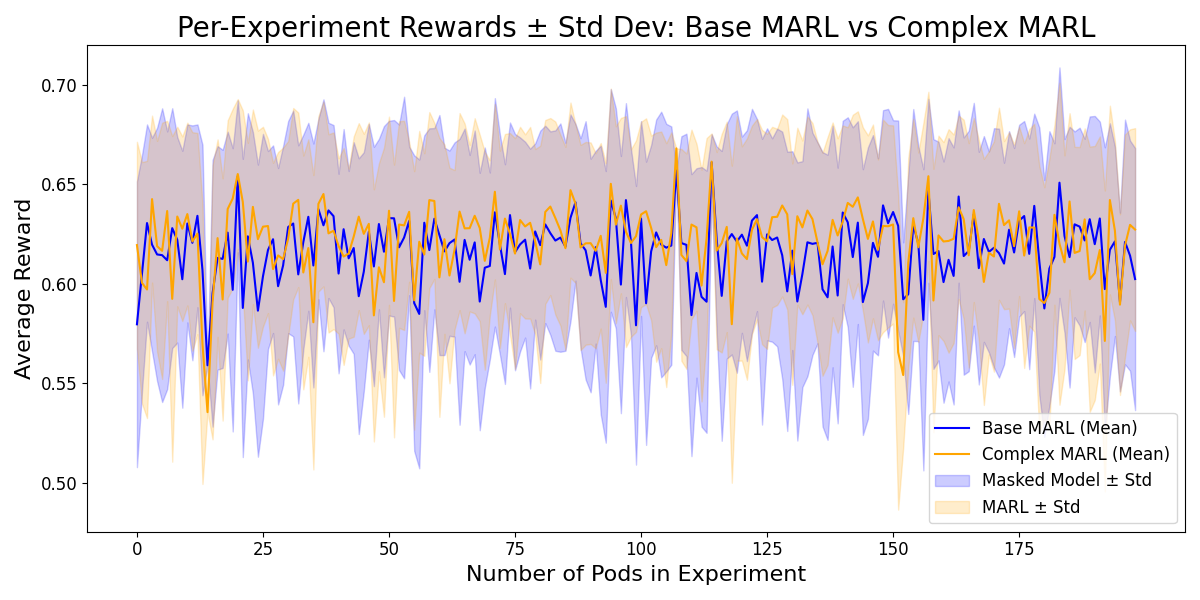 Per-Experiment Rewards ± Std Dev: Base MARL vs Complex MARL
Average Reward
0.70
0.65
0.60
0.55
0.50
Base MARL (Mean)
Complex MARL (Mean)
Masked Model ± Std
MARL ± Std
0 25 50 75 100 125 150 175
Number of Pods in Experiment